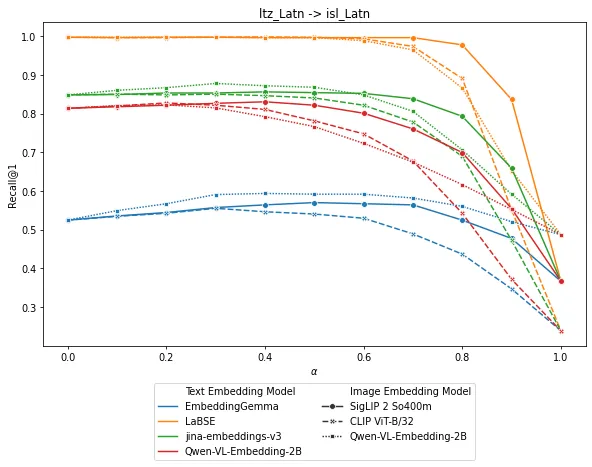 ltz_Latn -> isl_Latn
Recall@1
1.0
0.9
0.8
0.7
0.6
0.5
0.4
0.3
0.0 0.2 0.4 0.6 0.8 1.0
α
Text Embedding Model
EmbeddingGemma
LaBSE
jina-embeddings-v3
Qwen-VL-Embedding-2B
Image Embedding Model
SigLIP 2 So400m
CLIP ViT-B/32
Qwen-VL-Embedding-2B